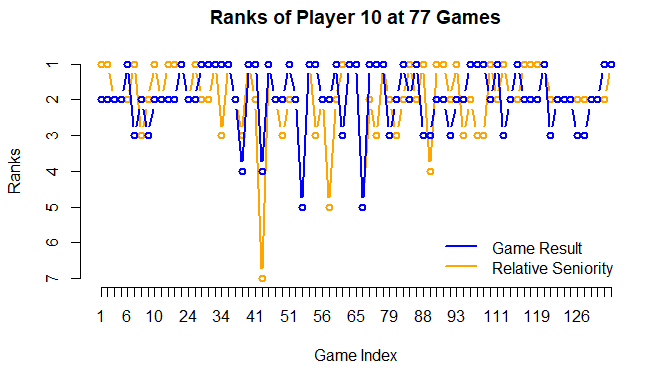 Ranks of Player 10 at 77 Games
Ranks
1
2
3
4
5
6
7
Game Result
Relative Seniority
1 6 10 24 34 41 51 56 65 79 88 93 111 119 126
Game Index